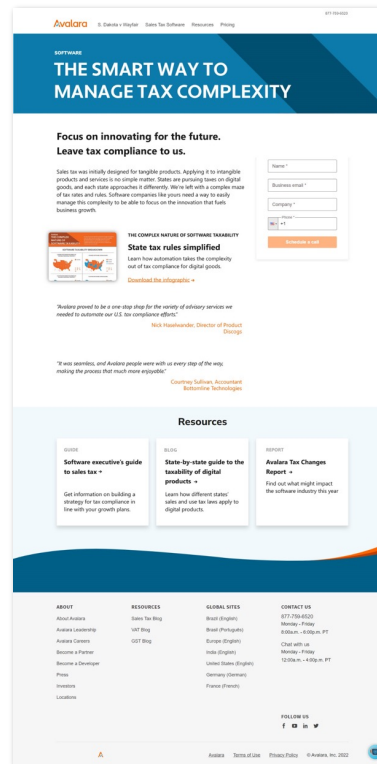 877-759-6520
Avalara
S. Dakota v Wayfair Sales Tax Software Resources Pricing
SOFTWARE
THE SMART WAY TO
MANAGE TAX COMPLEXITY
Focus on innovating for the future.
Leave tax compliance to us.
Sales tax was initially designed for tangible products. Applying it to intangible
products and services is no simple matter. States are pursuing taxes on digital
goods, and each state approaches it differently. We're left with a complex maze
of tax rates and rules. Software companies like yours need a way to easily
manage this complexity to be able to focus on the innovation that fuels
business growth.
Name *
Business email *
Company *
Phone *
+1
Schedule a call
THE COMPLEX NATURE OF SOFTWARE TAXABILITY
State tax rules simplified
Learn how automation takes the complexity
out of tax compliance for digital goods.
Download the infographic →
"Avalara proved to be a one-stop shop for the variety of advisory services we
needed to automate our U.S. tax compliance efforts,"
Director of Product
Discogs
"It was seamless, and Avalara people were with us every step of the way,
making the process that much more enjoyable."
Courtney Sullivan, Accountant
Bottomline Technologies
Resources
GUIDE
Software executive's guide
to sales tax →
Get information on building a
strategy for tax compliance in
line with your growth plans.
BLOG
State-by-state guide to the
taxability of digital
products →
Learn how different states'
sales and use tax laws apply to
digital products.
REPORT
Avalara Tax Changes
Report →
Find out what might impact
the software industry this year
ABOUT
About Avalara
Avalara Leadership
Avalara Careers
Become a Partner
Become a Developer
Press
Investors
Locations
RESOURCES
Sales Tax Blog
VAT Blog
GST Blog
GLOBAL SITES
Brazil (English)
Brasil (Português)
Europe (English)
India (English)
United States (English)
Germany (German)
France (French)
CONTACT US
877-759-6520
Monday - Friday
6:00a.m. - 6:00p.m. PT
Chat with us
Monday - Friday
12:00a.m. - 4:00p.m. PT
FOLLOW US
Avalara Terms of Use Privacy Policy © Avalara, Inc. 2022